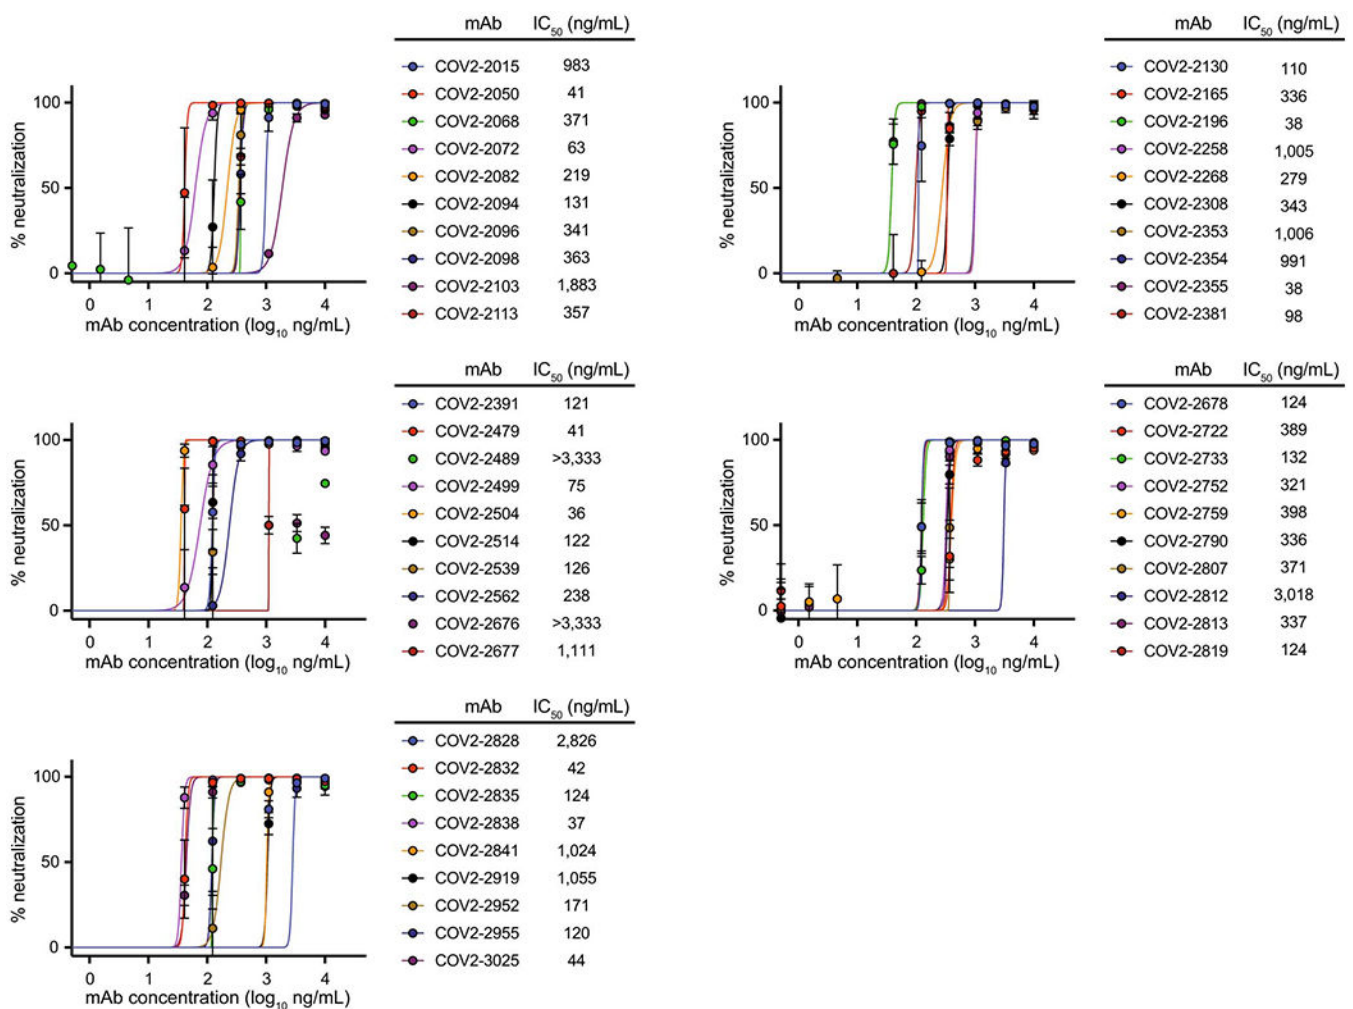 mAb IC50 (ng/mL)
COV2-2015 983
COV2-2050 41
COV2-2068 371
COV2-2072 63
COV2-2082 219
COV2-2094 131
COV2-2096 341
COV2-2098 363
COV2-2103 1,883
COV2-2113 357
% neutralization
100
50
0
0 1 2 3 4
mAb concentration (log10 ng/mL)
mAb IC50 (ng/mL)
COV2-2130 110
COV2-2165 336
COV2-2196 38
COV2-2258 1,005
COV2-2268 279
COV2-2308 343
COV2-2353 1,006
COV2-2354 991
COV2-2355 38
COV2-2381 98
% neutralization
100
50
0
0 1 2 3 4
mAb concentration (log10 ng/mL)
mAb IC50 (ng/mL)
COV2-2391 121
COV2-2479 41
COV2-2489 >3,333
COV2-2499 75
COV2-2504 36
COV2-2514 122
COV2-2539 126
COV2-2562 238
COV2-2676 >3,333
COV2-2677 1,111
% neutralization
100
50
0
0 1 2 3 4
mAb concentration (log10 ng/mL)
mAb IC50 (ng/mL)
COV2-2678 124
COV2-2722 389
COV2-2733 132
COV2-2752 321
COV2-2759 398
COV2-2790 336
COV2-2807 371
COV2-2812 3,018
COV2-2813 337
COV2-2819 124
% neutralization
100
50
0
0 1 2 3 4
mAb concentration (log10 ng/mL)
mAb IC50 (ng/mL)
COV2-2828 2,826
COV2-2832 42
COV2-2835 124
COV2-2838 37
COV2-2841 1,024
COV2-2919 1,055
COV2-2952 171
COV2-2955 120
COV2-3025 44
% neutralization
100
50
0
0 1 2 3 4
mAb concentration (log10 ng/mL)